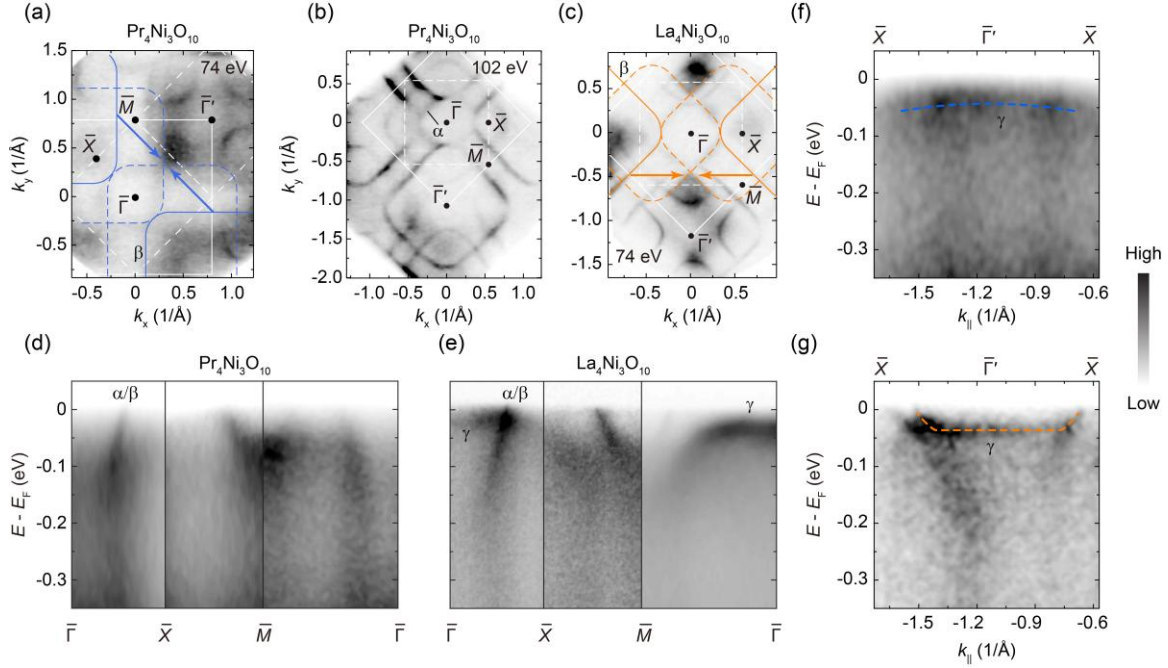 (a)
Pr₄Ni₃O₁₀
74 eV
1.5
1.0
0.5
0
-0.5
k_y (1/Å)
-0.5 0 0.5 1.0
k_x (1/Å)
M̅
Γ̅′
X̅
Γ̅
β
(b)
Pr₄Ni₃O₁₀
102 eV
0.5
0
-0.5
-1.0
-1.5
-2.0
k_y (1/Å)
-1.0 -0.5 0 0.5 1.0
k_x (1/Å)
Γ̅
α
X̅
M̅
Γ̅′
(c)
La₄Ni₃O₁₀
β
0.5
0
-0.5
-1.0
-1.5
k_y (1/Å)
-0.5 0 0.5
k_x (1/Å)
Γ̅
X̅
M̅
Γ̅′
74 eV
(f)
X̅ Γ̅′ X̅
0
-0.1
-0.2
-0.3
E - E_F (eV)
γ
-1.5 -1.2 -0.9 -0.6
k_|| (1/Å)
High
Low
(d)
Pr₄Ni₃O₁₀
α/β
0
-0.1
-0.2
-0.3
E - E_F (eV)
Γ̅ X̅ M̅ Γ̅
(e)
La₄Ni₃O₁₀
α/β
γ
γ
Γ̅ X̅ M̅ Γ̅
(g)
X̅ Γ̅′ X̅
0
-0.1
-0.2
-0.3
E - E_F (eV)
γ
-1.5 -1.2 -0.9 -0.6
k_|| (1/Å)